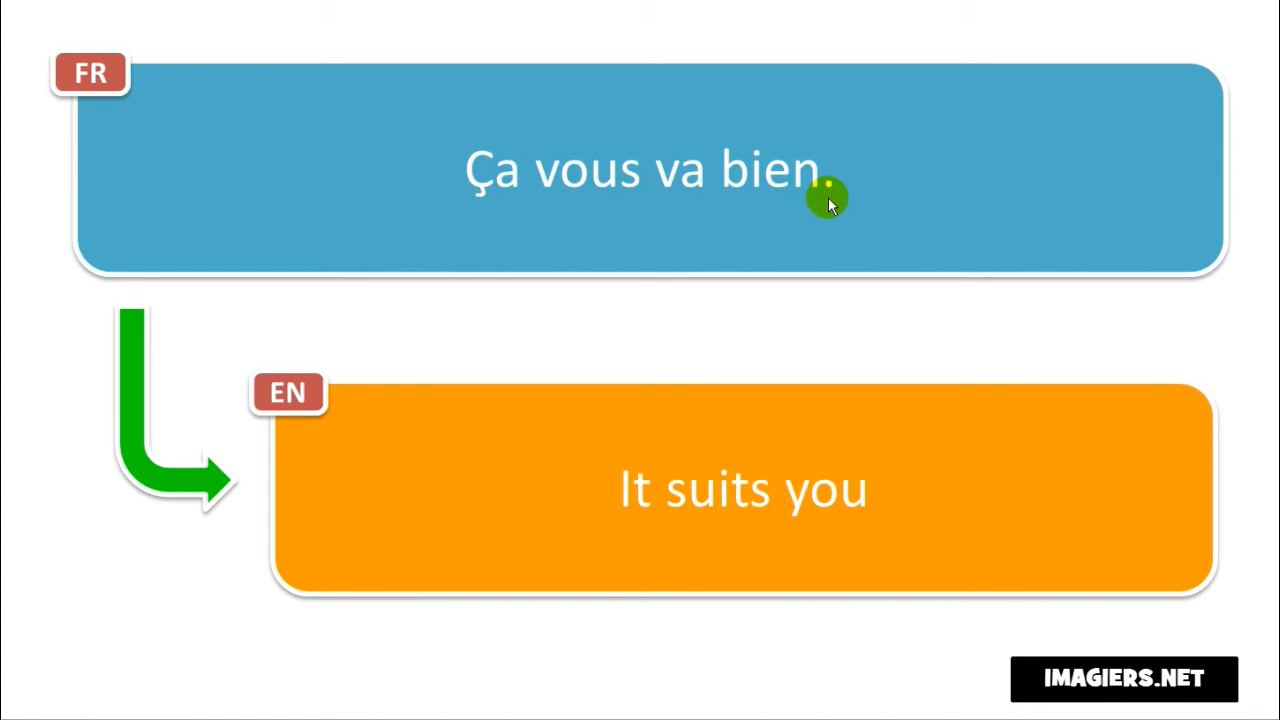 FR
Ça vous va bien.
EN
It suits you
IMAGIERS.NET